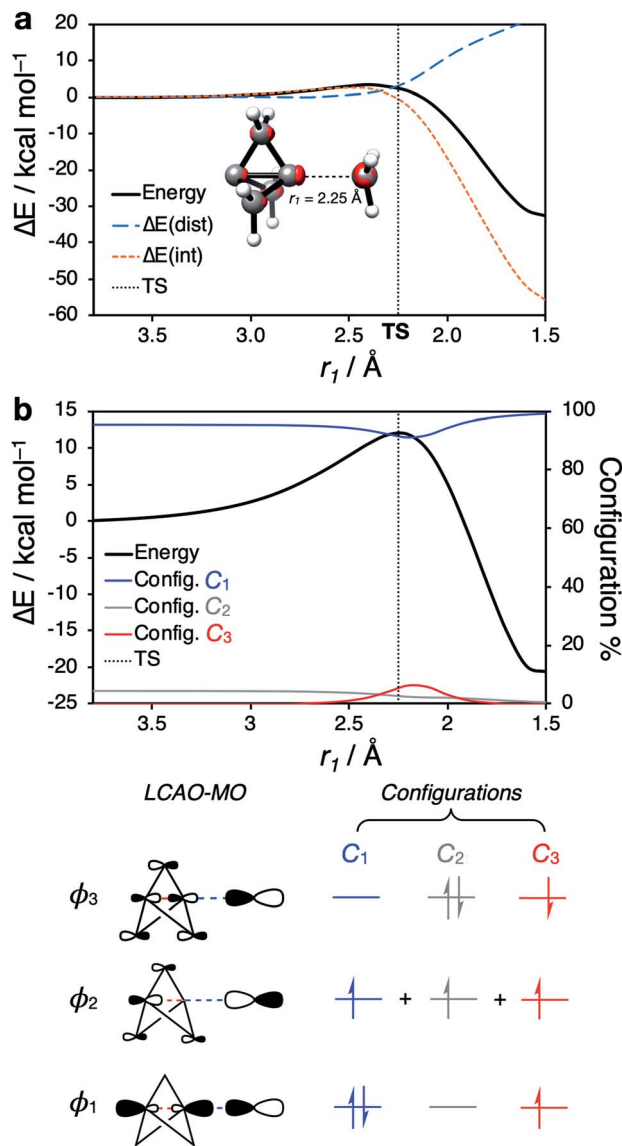 a
20
10
0
-10
-20
-30
-40
-50
-60
ΔE / kcal mol⁻¹
Energy
ΔE(dist)
ΔE(int)
TS
r₁ = 2.25 Å
3.5 3.0 2.5 TS 2.0 1.5
r₁ / Å
b
15
10
5
0
-5
-10
-15
-20
-25
ΔE / kcal mol⁻¹
Energy
Config. C₁
Config. C₂
Config. C₃
TS
100
80
60
40
20
0
Configuration %
3.5 3 2.5 2 1.5
r₁ / Å
LCAO-MO Configurations
C₁ C₂ C₃
ϕ₃
ϕ₂ + +
ϕ₁